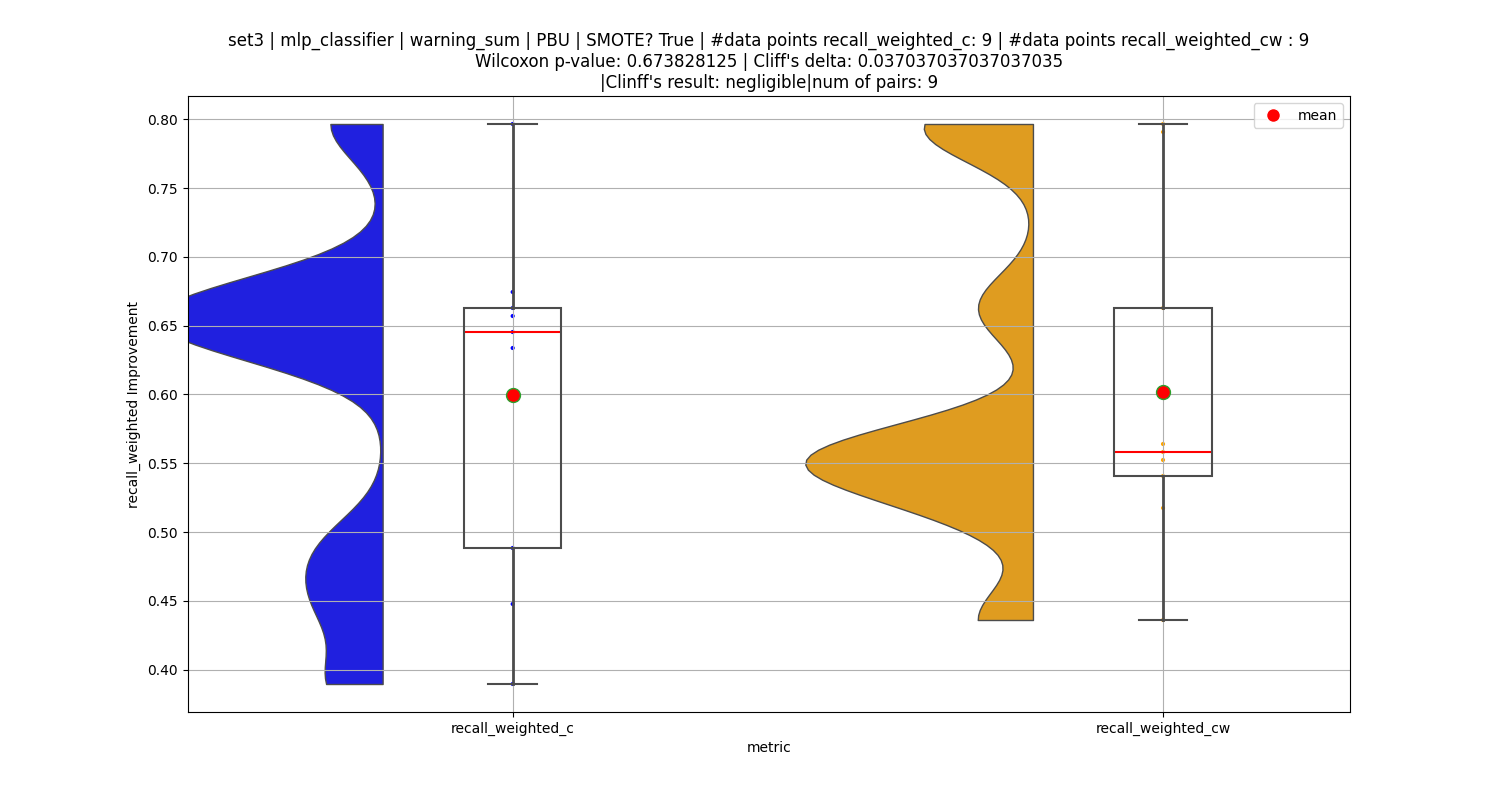 set3 | mlp_classifier | warning_sum | PBU | SMOTE? True | #data points recall_weighted_c: 9 | #data points recall_weighted_cw : 9
Wilcoxon p-value: 0.673828125 | Cliff's delta: 0.037037037037037035
|Clinff's result: negligible|num of pairs: 9
mean
0.80
0.75
0.70
0.65
0.60
0.55
0.50
0.45
0.40
recall_weighted Improvement
recall_weighted_c
recall_weighted_cw
metric